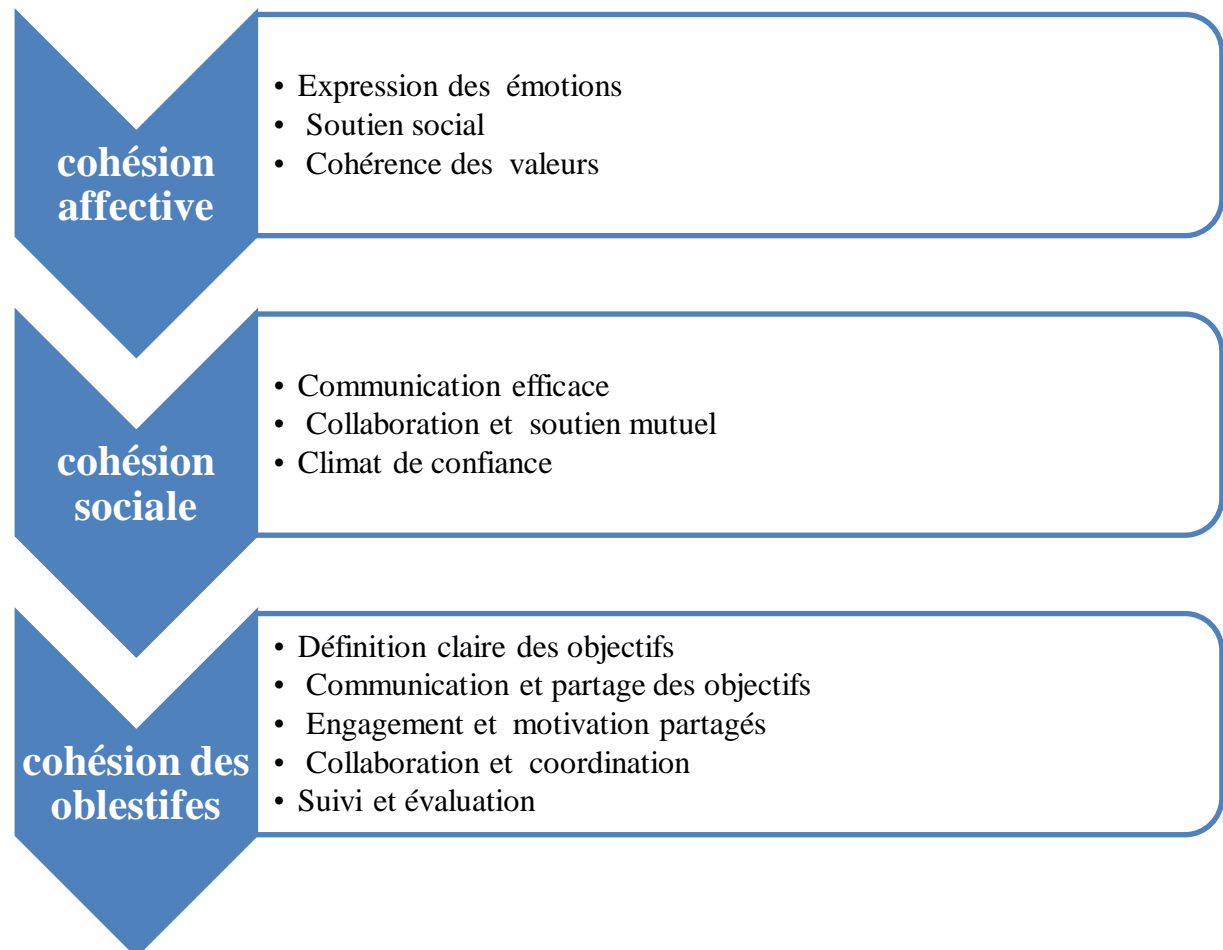 cohésion
affective
• Expression des émotions
• Soutien social
• Cohérence des valeurs
cohésion
sociale
• Communication efficace
• Collaboration et soutien mutuel
• Climat de confiance
cohésion des
oblestifes
• Définition claire des objectifs
• Communication et partage des objectifs
• Engagement et motivation partagés
• Collaboration et coordination
• Suivi et évaluation